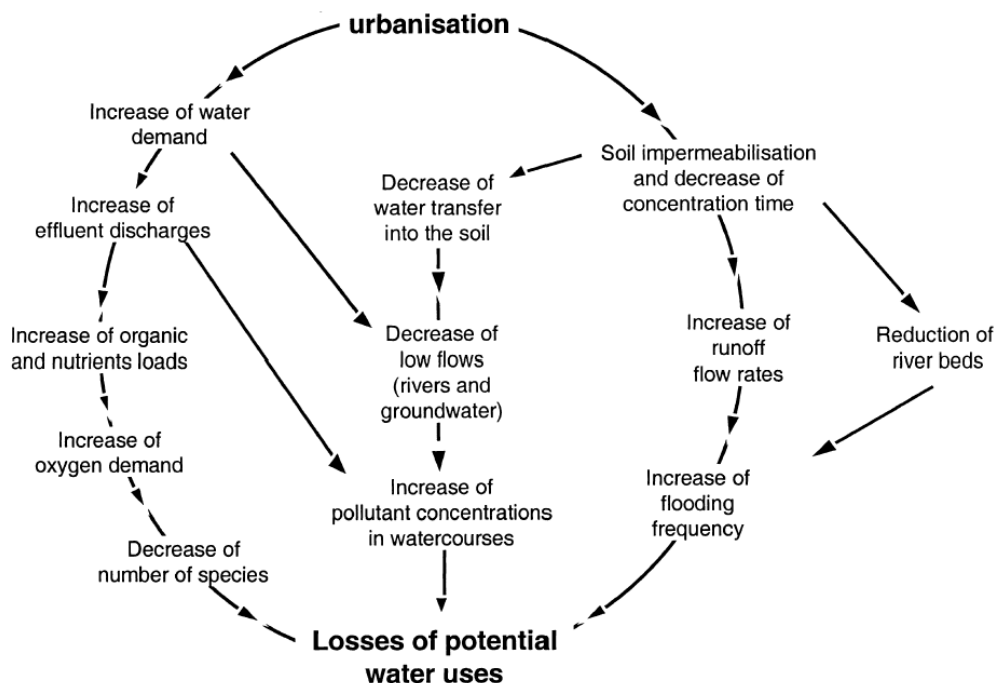 urbanisation
Increase of water
demand
Soil impermeabilisation
and decrease of
concentration time
Decrease of
water transfer
into the soil
Increase of
effluent discharges
Increase of organic
and nutrients loads
Decrease of
low flows
(rivers and
groundwater)
Increase of
runoff
flow rates
Reduction of
river beds
Increase of
oxygen demand
Increase of
pollutant concentrations
in watercourses
Increase of
flooding
frequency
Decrease of
number of species
Losses of potential
water uses